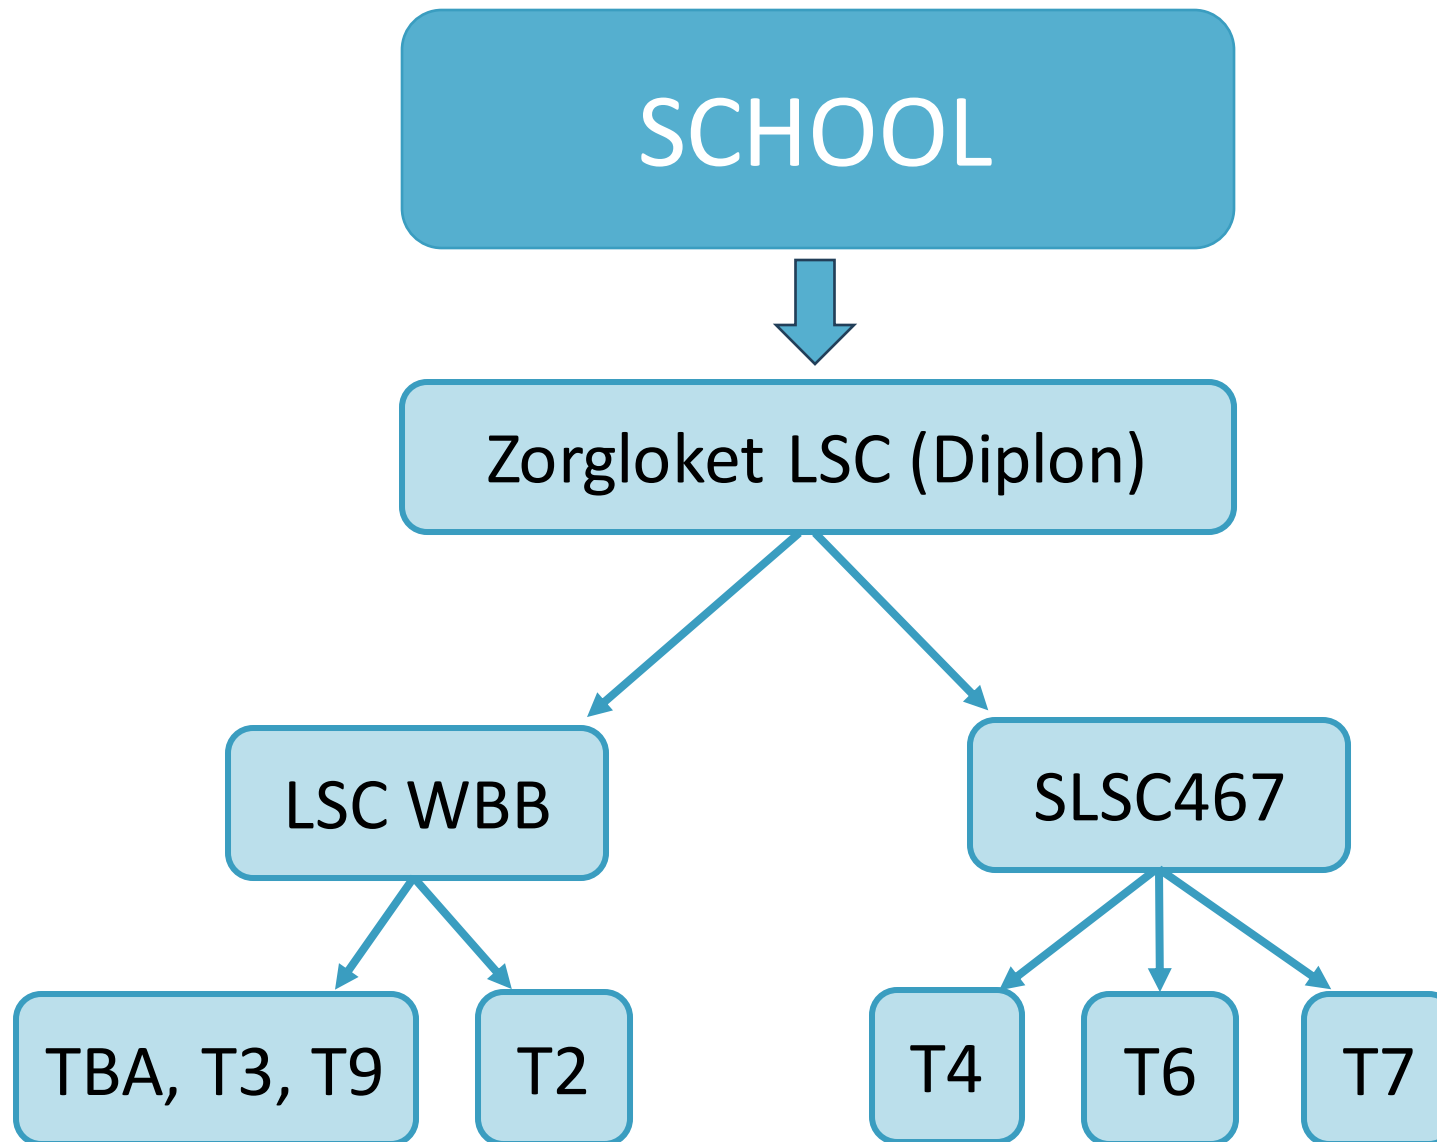 SCHOOL
Zorgloket LSC (Diplon)
LSC WBB
SLSC467
TBA, T3, T9
T2
T4
T6
T7